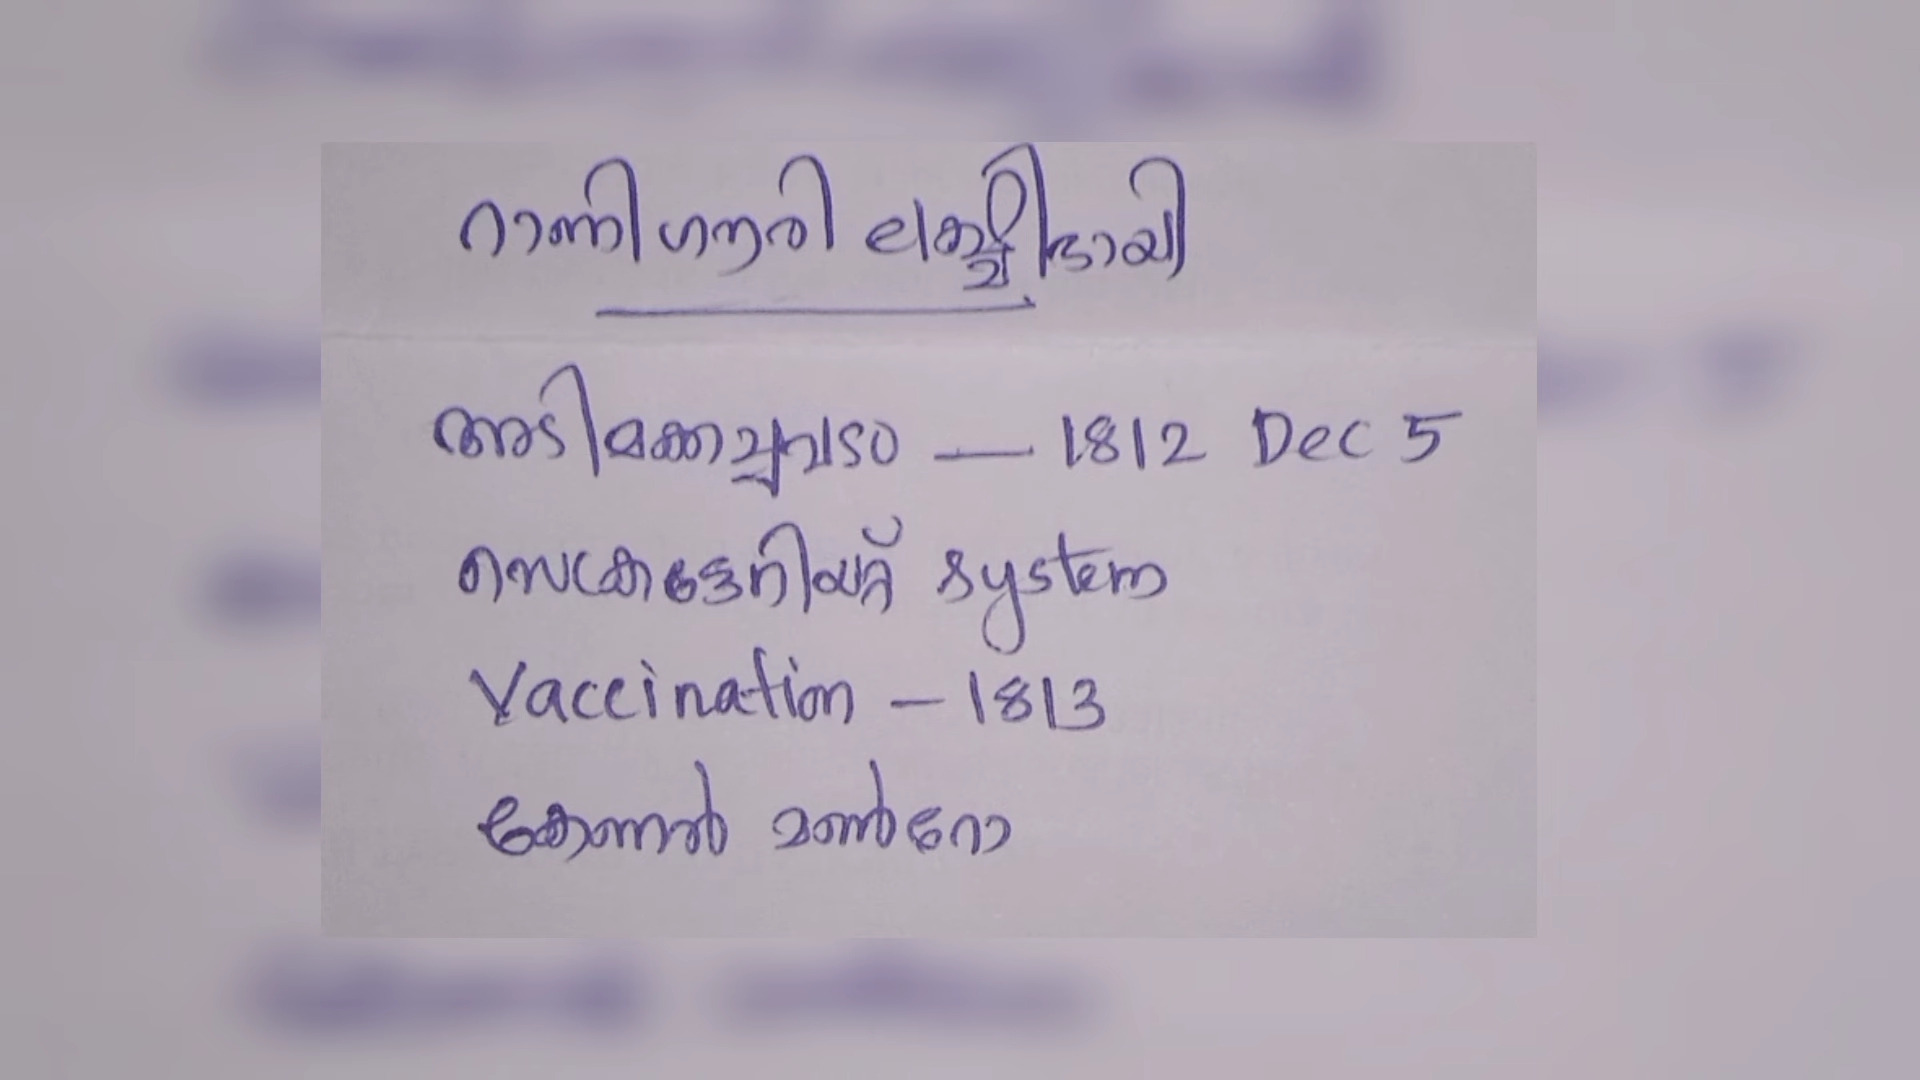 റാണി ഗൗരി ലക്ഷ്മീഭായി
അടിമക്കച്ചവടം — 1812 Dec 5
സെക്രട്ടേറിയറ്റ് system
Vaccination – 1813
കേണൽ മൺറോ